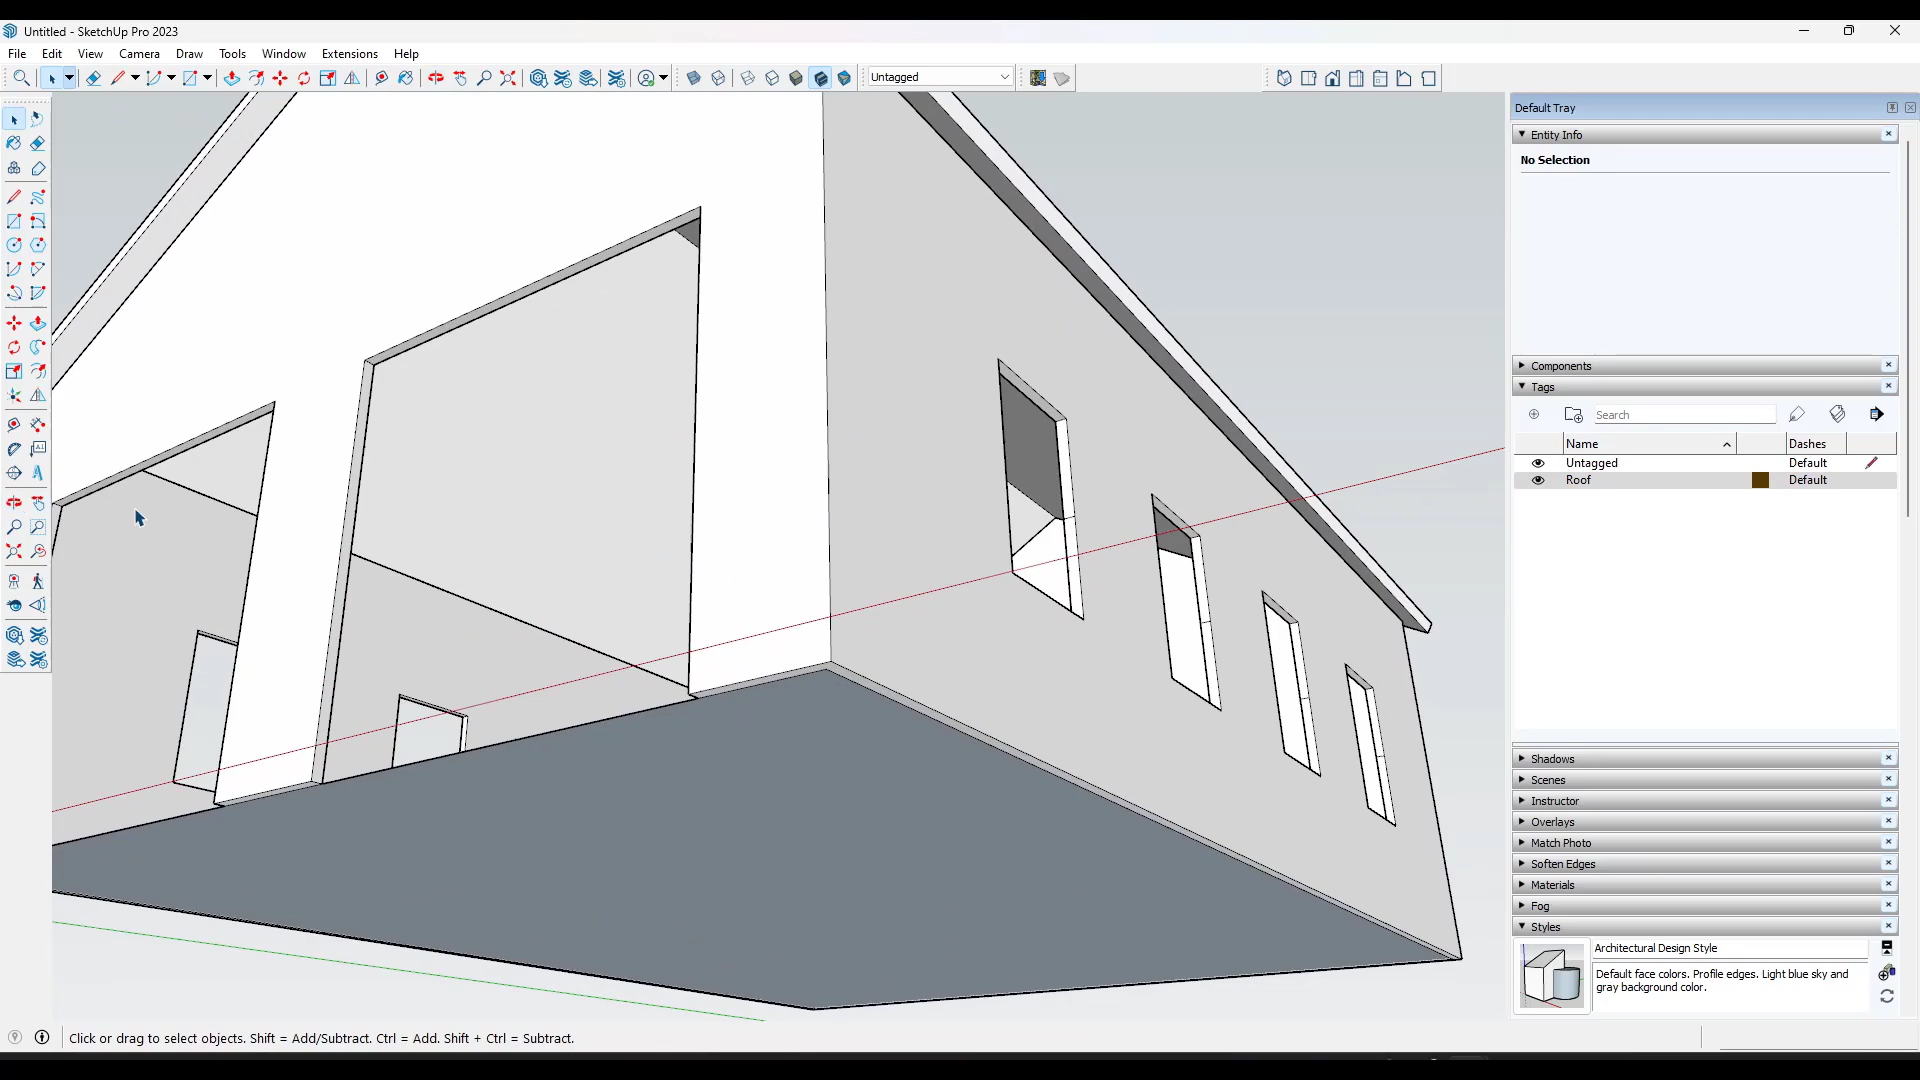 Untitled - SketchUp Pro 2023
File Edit View Camera Draw Tools Window Extensions Help
Untagged
Default Tray
Entity Info
No Selection
Components
Tags
Search
Name Dashes
Untagged Default
Roof Default
Shadows
Scenes
Instructor
Overlays
Match Photo
Soften Edges
Materials
Fog
Styles
Architectural Design Style
Default face colors. Profile edges. Light blue sky and
gray background color.
Click or drag to select objects. Shift = Add/Subtract. Ctrl = Add. Shift + Ctrl = Subtract.